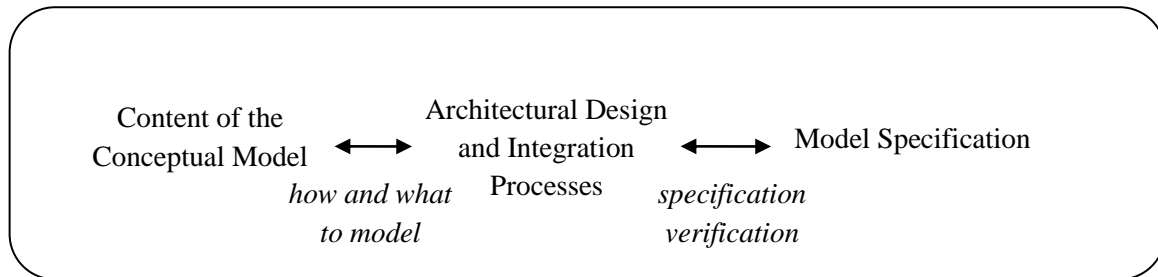 Content of the
Conceptual Model
how and what
to model
Architectural Design
and Integration
Processes
specification
verification
Model Specification